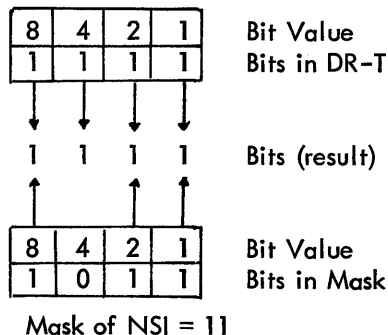 8 4 2 1 Bit Value
1 1 1 1 Bits in DR-T
1 1 1 1 Bits (result)
8 4 2 1 Bit Value
1 0 1 1 Bits in Mask
Mask of NSI = 11